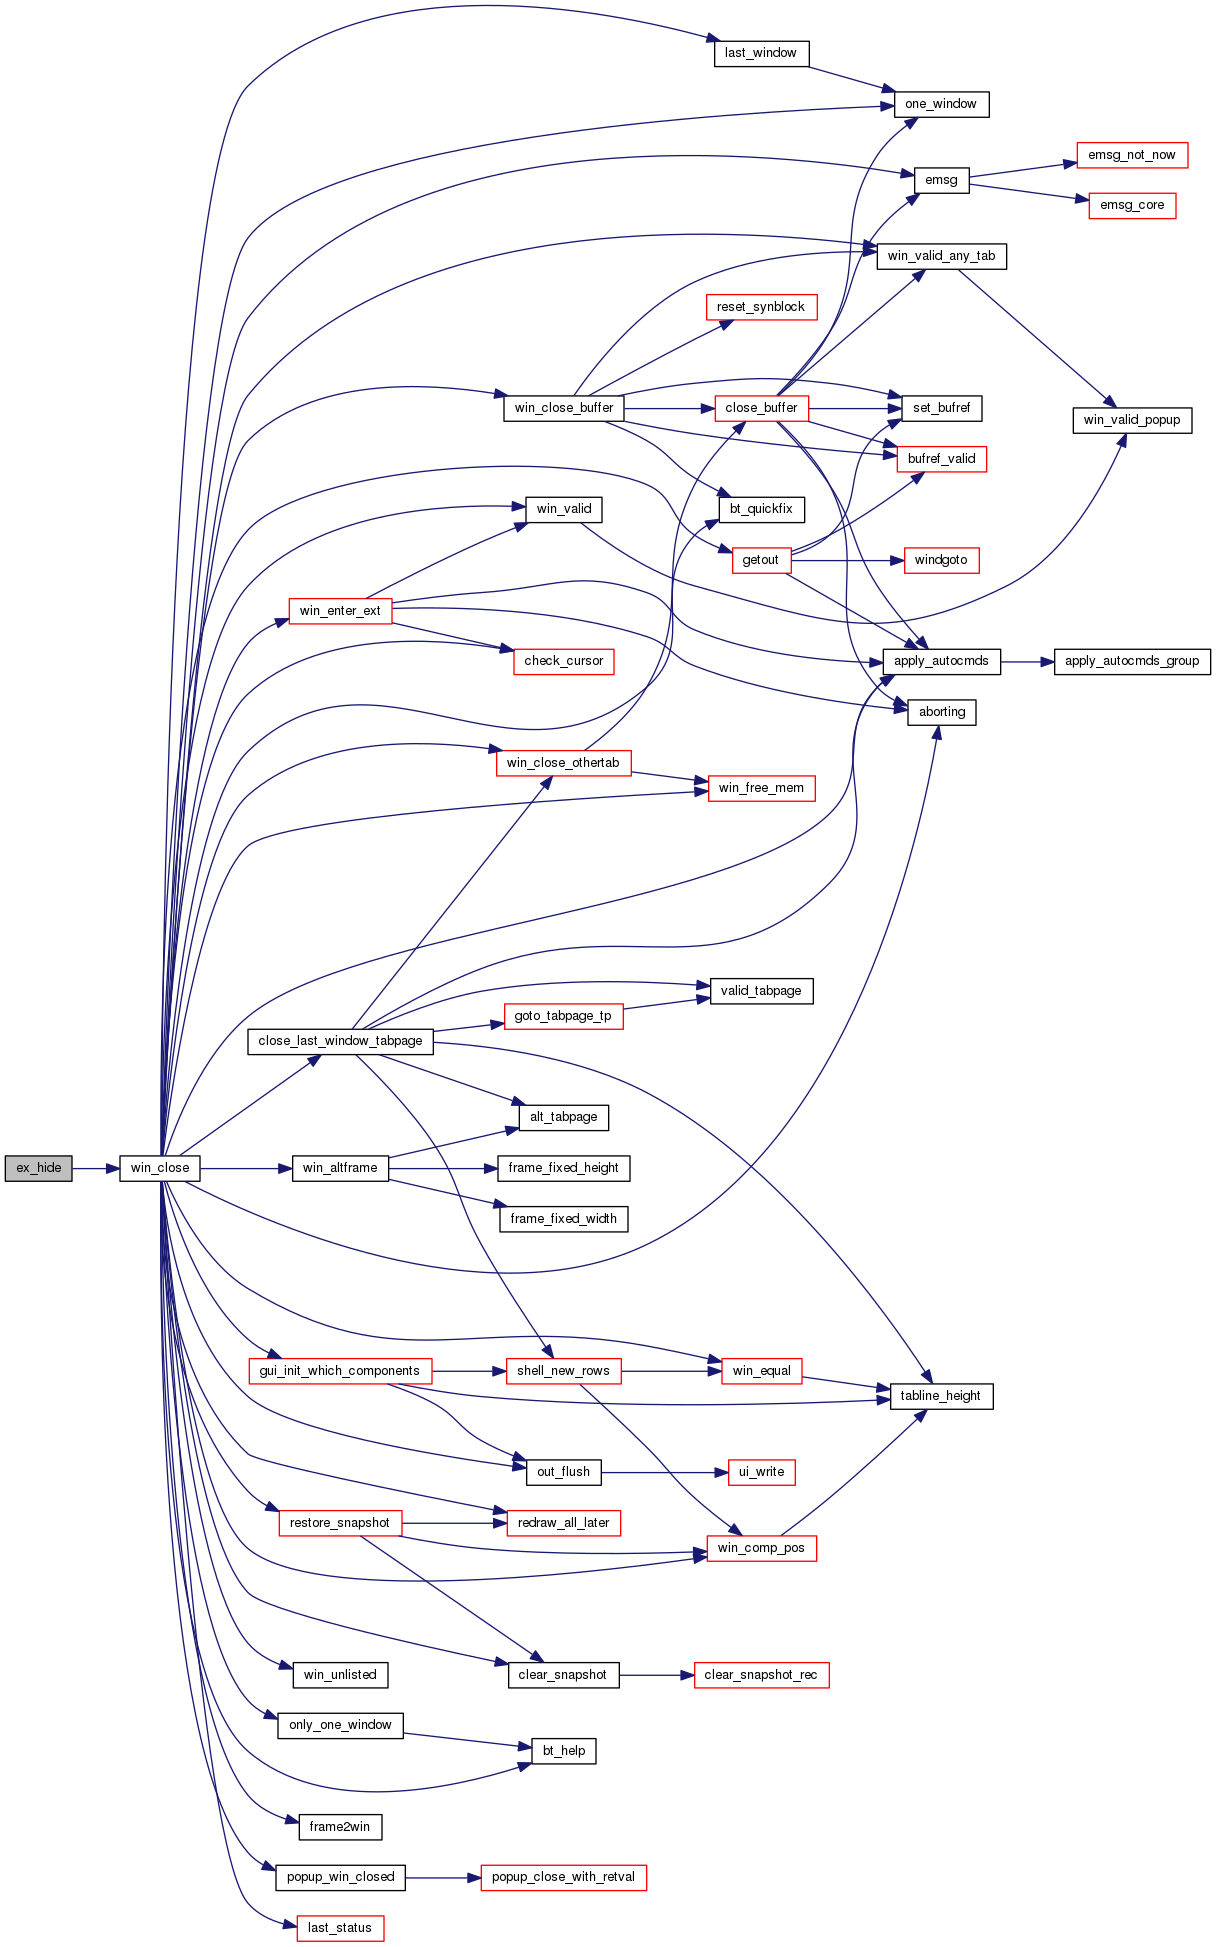 last_window
one_window
emsg_not_now
emsg
emsg_core
win_valid_any_tab
reset_synblock
win_close_buffer
close_buffer
set_bufref
win_valid_popup
bufref_valid
win_valid
bt_quickfix
getout
windgoto
win_enter_ext
check_cursor
apply_autocmds
apply_autocmds_group
aborting
win_close_othertab
win_free_mem
valid_tabpage
goto_tabpage_tp
close_last_window_tabpage
alt_tabpage
ex_hide
win_close
win_altframe
frame_fixed_height
frame_fixed_width
gui_init_which_components
shell_new_rows
win_equal
tabline_height
out_flush
ui_write
restore_snapshot
redraw_all_later
win_comp_pos
win_unlisted
clear_snapshot
clear_snapshot_rec
only_one_window
bt_help
frame2win
popup_win_closed
popup_close_with_retval
last_status